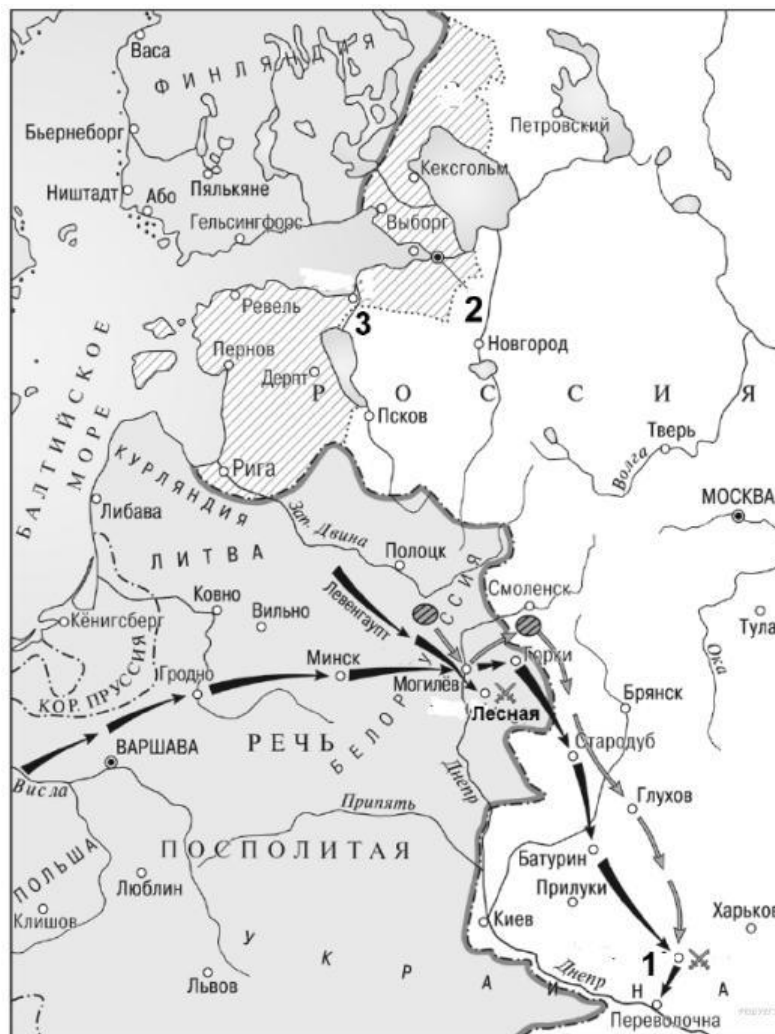 Васа
ФИНЛЯНДИЯ
Петровский
Бьернеборг
Кексгольм
Ништадт
Або
Пялькяне
Гельсингфорс
Выборг
2
Ревель
3
Новгород
Пернов
Дерпт
РОССИЯ
Псков
БАЛТИЙСКОЕ
МОРЕ
Тверь
Волга
Рига
КУРЛЯНДИЯ
Либава
Зап. Двина
МОСКВА
ЛИТВА
Полоцк
Смоленск
Ковно
Вильно
Левенгаупт
БЕЛОРУССИЯ
Тула
Кёнигсберг
Ока
КОР. ПРУССИЯ
Гродно
Минск
Могилёв
Горки
Лесная
Брянск
ВАРШАВА
РЕЧЬ
Стародуб
Висла
Днепр
Глухов
Припять
ПОСПОЛИТАЯ
Батурин
ПОЛЬША
Люблин
Прилуки
Клишов
Киев
Харьков
УКРАИНА
1
Львов
Днепр
Переволочна